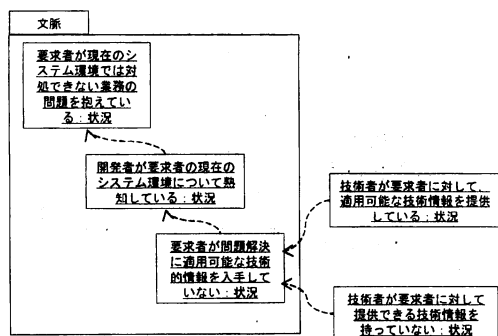 文脈
要求者が現在のシ
ステム環境では対
処できない業務の
問題を抱えてい
る：状況
開発者が要求者の現在の
システム環境について熟
知している：状況
技術者が要求者に対して、
適用可能な技術情報を提供
している：状況
要求者が問題解決
に適用可能な技術
的情報を入手して
いない：状況
技術者が要求者に対して
提供できる技術情報を
持っていない：状況